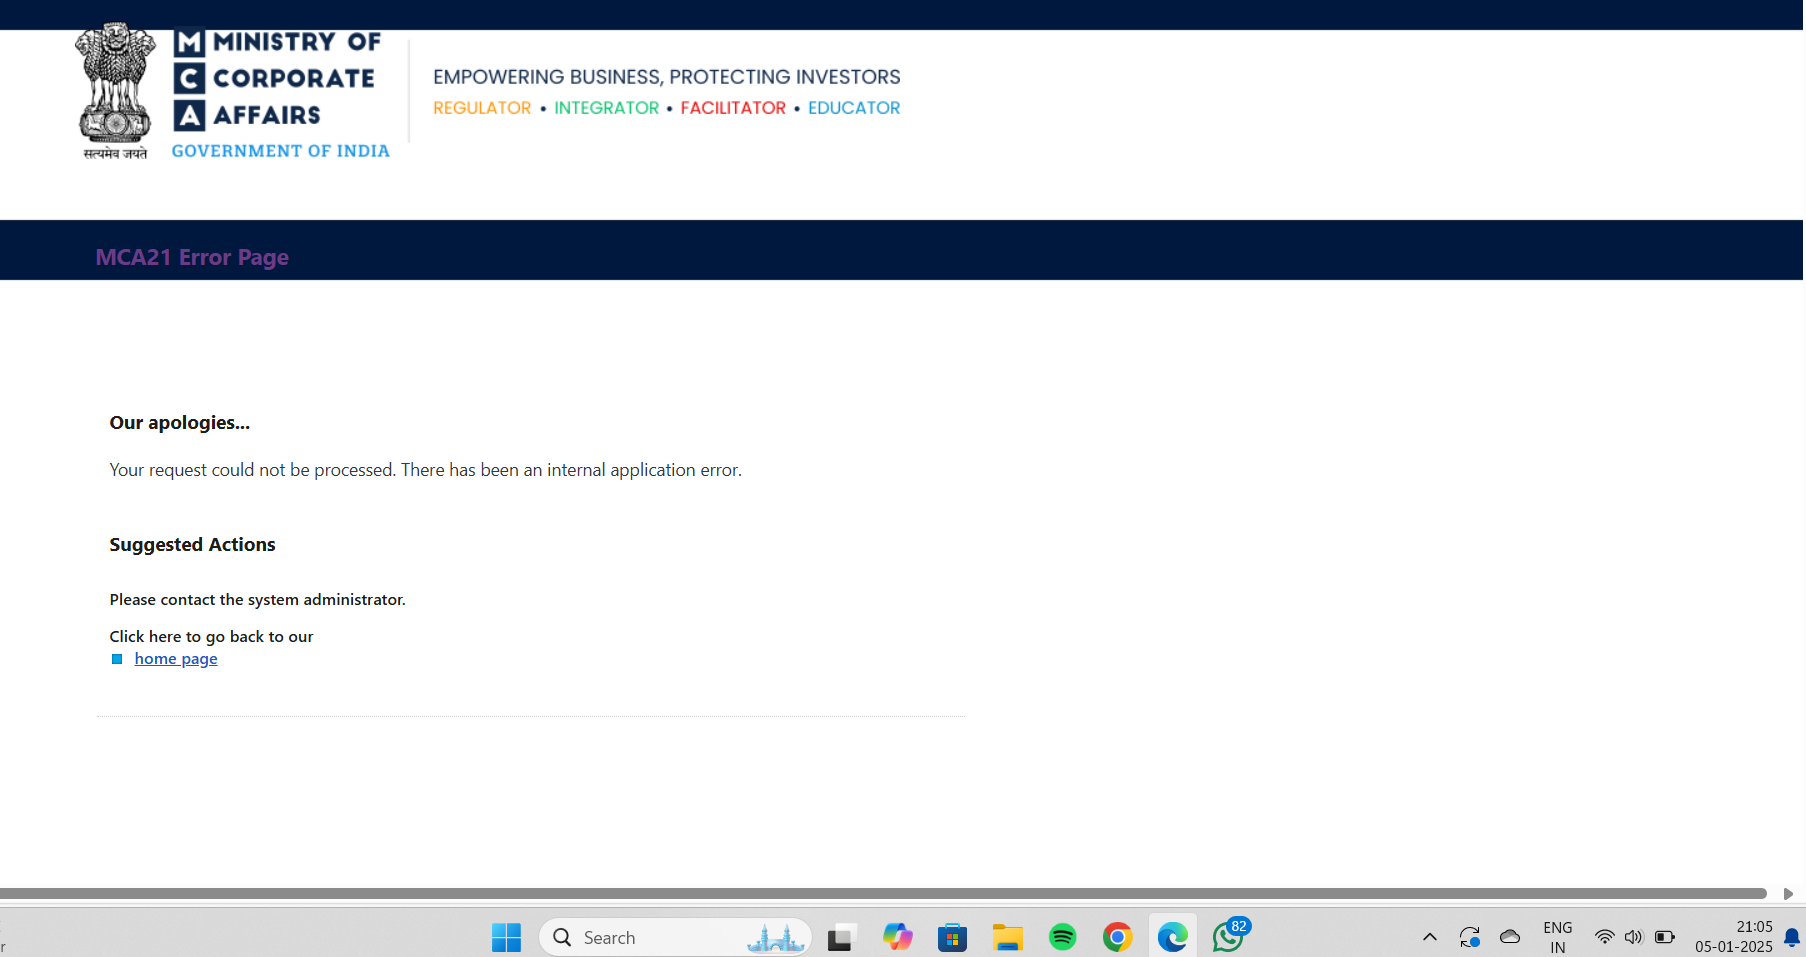 M MINISTRY OF
C CORPORATE
A AFFAIRS
सत्यमेव जयते
GOVERNMENT OF INDIA
EMPOWERING BUSINESS, PROTECTING INVESTORS
REGULATOR • INTEGRATOR • FACILITATOR • EDUCATOR
MCA21 Error Page
Our apologies...
Your request could not be processed. There has been an internal application error.
Suggested Actions
Please contact the system administrator.
Click here to go back to our
home page
r
Search
82
ENG
IN
21:05
05-01-2025